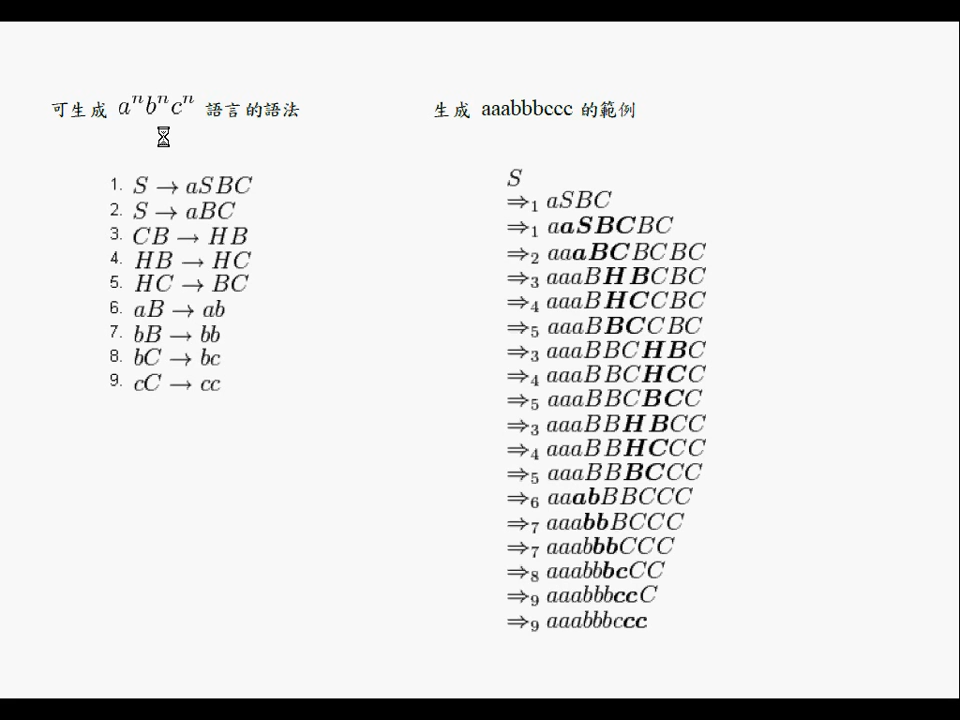 可生成 aⁿbⁿcⁿ 語言的語法
1. S → aSBC
2. S → aBC
3. CB → HB
4. HB → HC
5. HC → BC
6. aB → ab
7. bB → bb
8. bC → bc
9. cC → cc
生成 aaabbbccc 的範例
S
⇒₁ aSBC
⇒₁ aaSBCBC
⇒₂ aaaBCBCBC
⇒₃ aaaBHBCBC
⇒₄ aaaBHCCBC
⇒₅ aaaBBCCBC
⇒₃ aaaBBCHBC
⇒₄ aaaBBCHCC
⇒₅ aaaBBCBCC
⇒₃ aaaBBHBCC
⇒₄ aaaBBHCCC
⇒₅ aaaBBBCCC
⇒₆ aaabBBCCC
⇒₇ aaabbBCCC
⇒₇ aaabbbCCC
⇒₈ aaabbbcCC
⇒₉ aaabbbccC
⇒₉ aaabbbccc